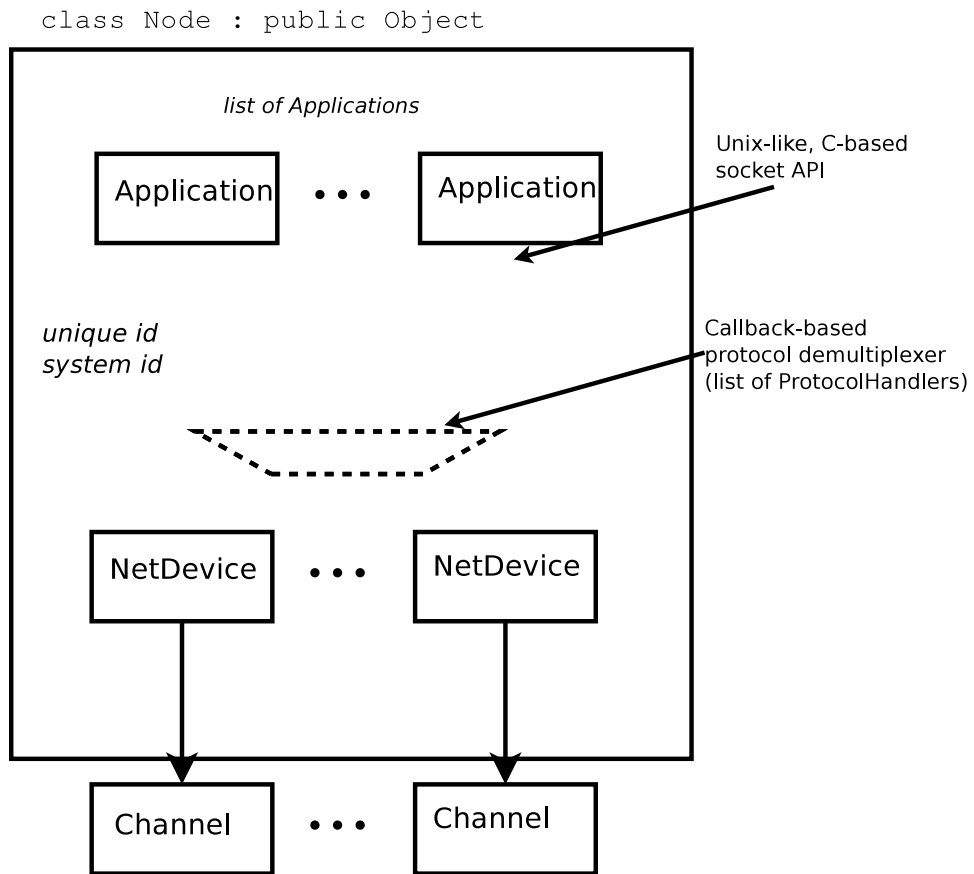 class Node : public Object
list of Applications
Unix-like, C-based
socket API
Application
• • •
Application
unique id
system id
Callback-based
protocol demultiplexer
(list of ProtocolHandlers)
NetDevice
• • •
NetDevice
Channel
• • •
Channel